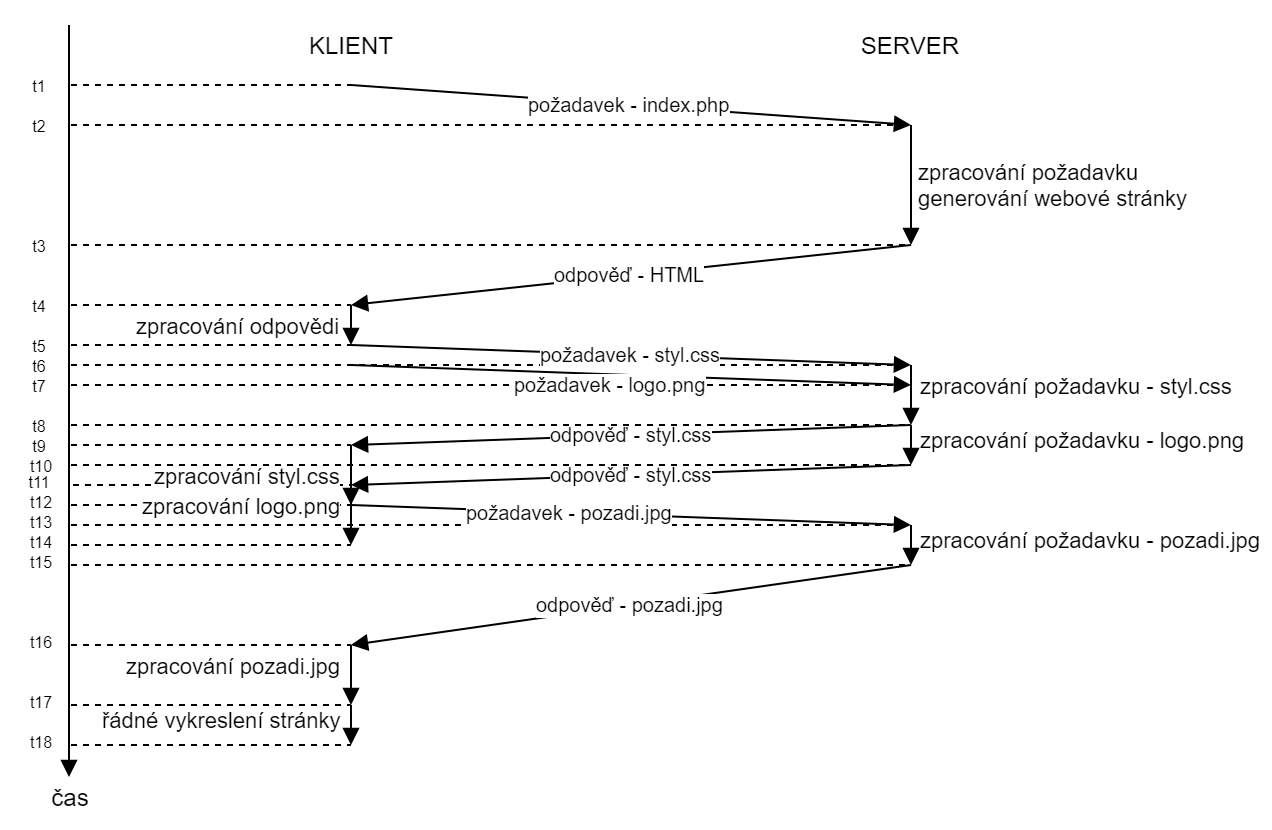 KLIENT
SERVER
t1
požadavek - index.php
t2
zpracování požadavku
generování webové stránky
t3
odpověď - HTML
t4
zpracování odpovědi
t5
požadavek - styl.css
t6
t7
požadavek - logo.png
zpracování požadavku - styl.css
t8
odpověď - styl.css
zpracování požadavku - logo.png
t9
t10
zpracování styl.css
odpověď - styl.css
t11
t12
zpracování logo.png
požadavek - pozadi.jpg
t13
t14
zpracování požadavku - pozadi.jpg
t15
odpověď - pozadi.jpg
t16
zpracování pozadi.jpg
t17
řádné vykreslení stránky
t18
čas